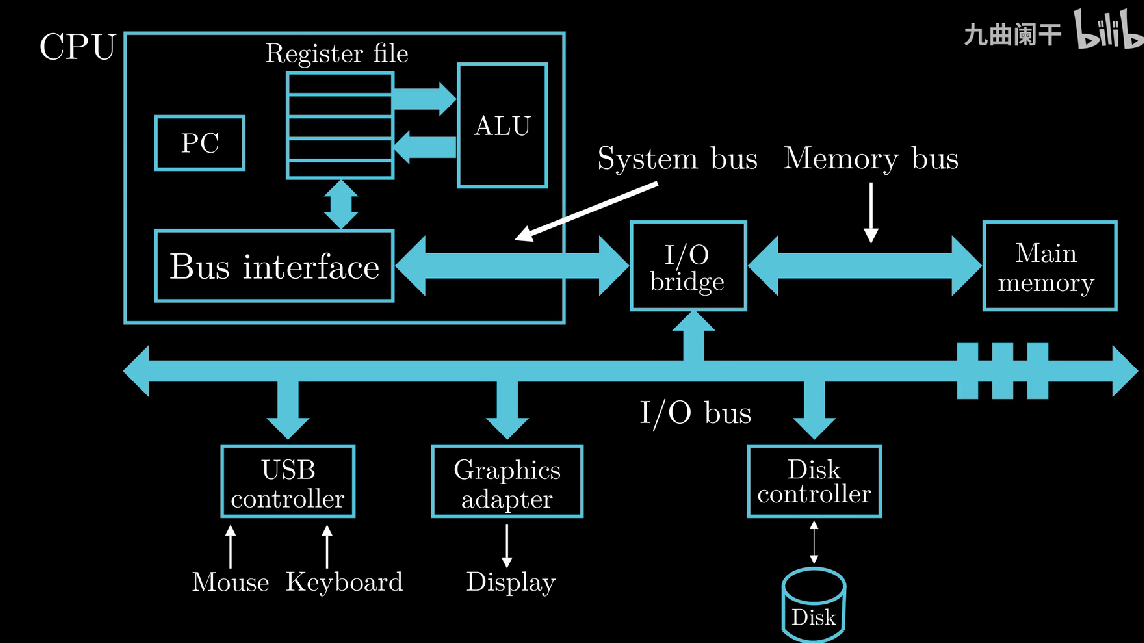 CPU
九曲阑干
Register file
PC
ALU
System bus
Memory bus
Bus interface
I/O
bridge
Main
memory
I/O bus
USB
controller
Graphics
adapter
Disk
controller
Mouse
Keyboard
Display
Disk